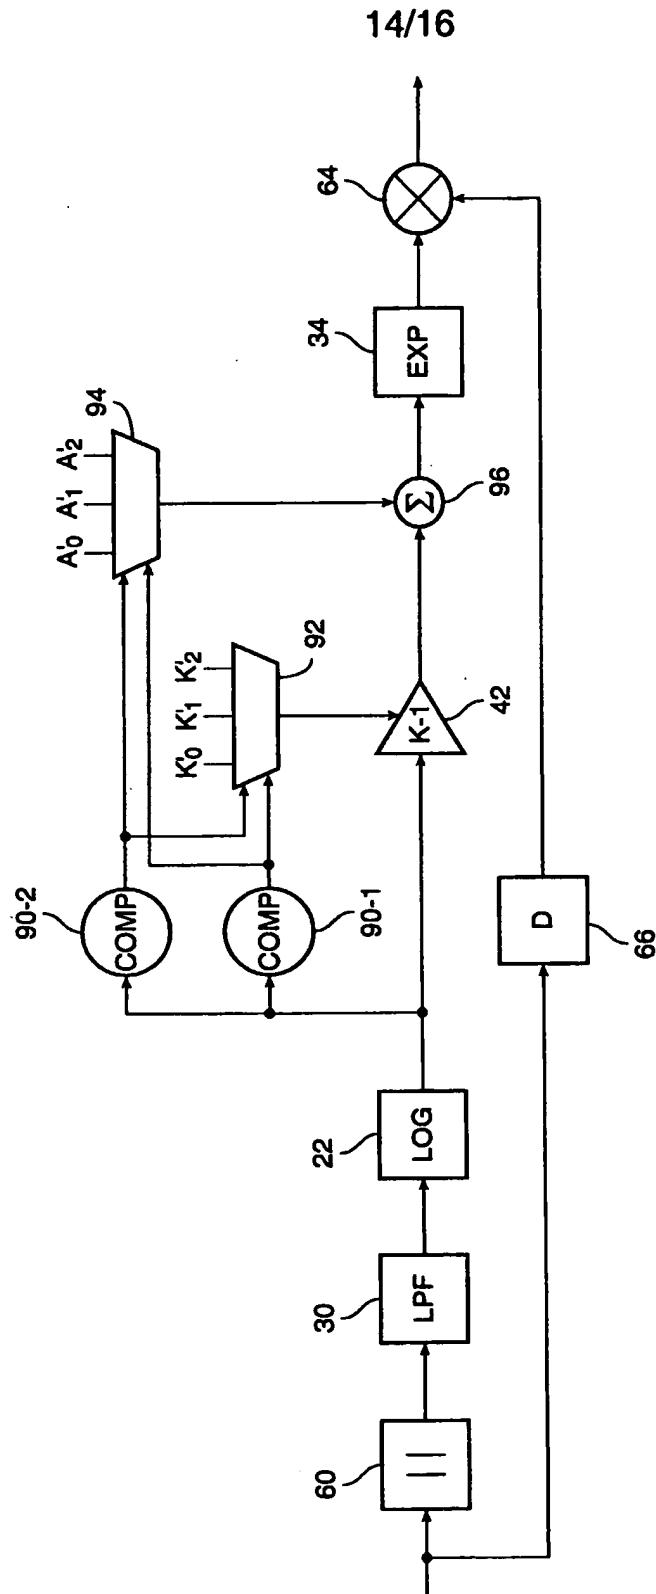 14/16
64
34
EXP
94
A'0 A'1 A'2
Σ
96
92
K'0 K'1 K'2
K-1
42
90-2
COMP
90-1
COMP
D
66
22
LOG
30
LPF
60
| |